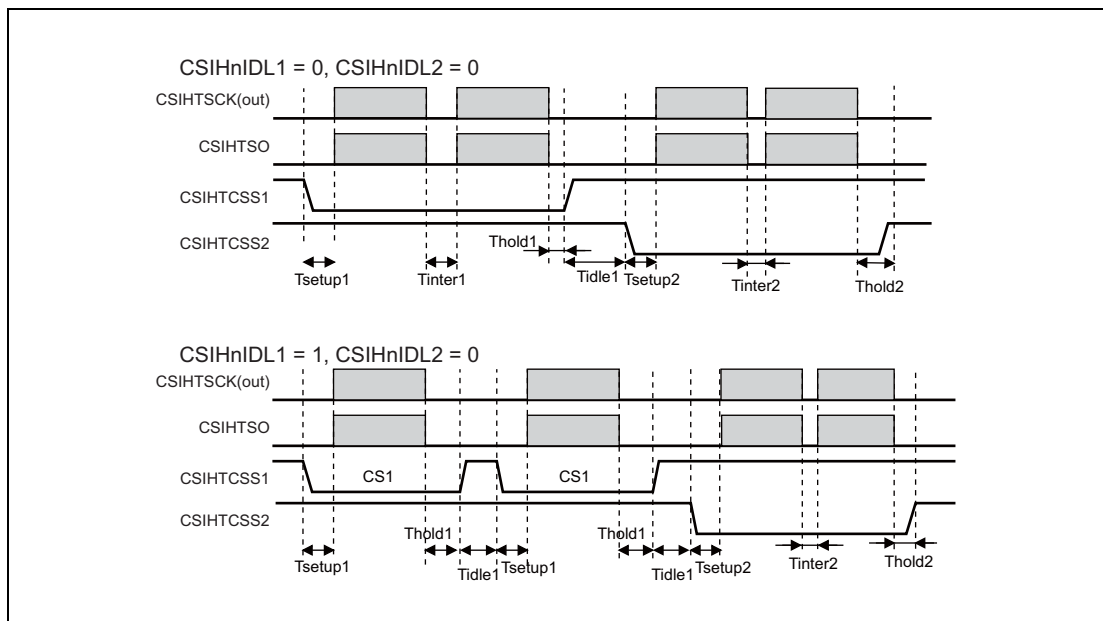 CSIHnIDL1 = 0, CSIHnIDL2 = 0
CSIHTSCK(out)
CSIHTSO
CSIHTCSS1
CSIHTCSS2
Thold1
Tsetup1
Tinter1
Tidle1
Tsetup2
Tinter2
Thold2
CSIHnIDL1 = 1, CSIHnIDL2 = 0
CSIHTSCK(out)
CSIHTSO
CSIHTCSS1
CS1
CS1
CSIHTCSS2
Thold1
Thold1
Tsetup1
Tidle1
Tsetup1
Tidle1
Tsetup2
Tinter2
Thold2